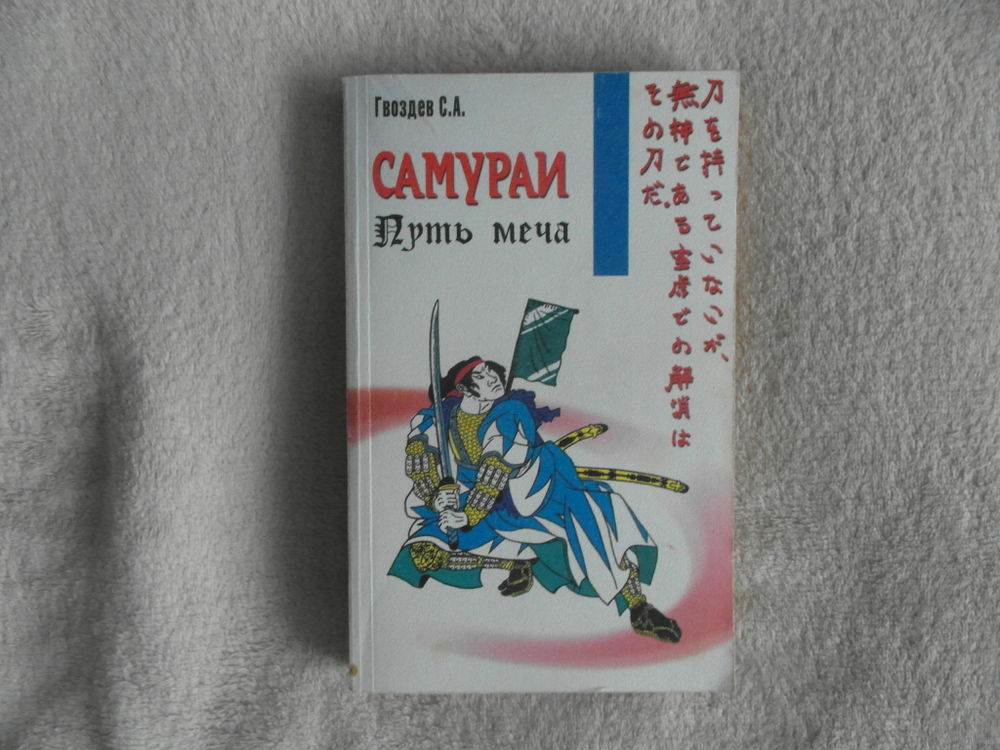 Гвоздев С.А.
САМУРАИ
Путь меча
刀を持っていないが、
無神である空虚での解消は
その刀だ。